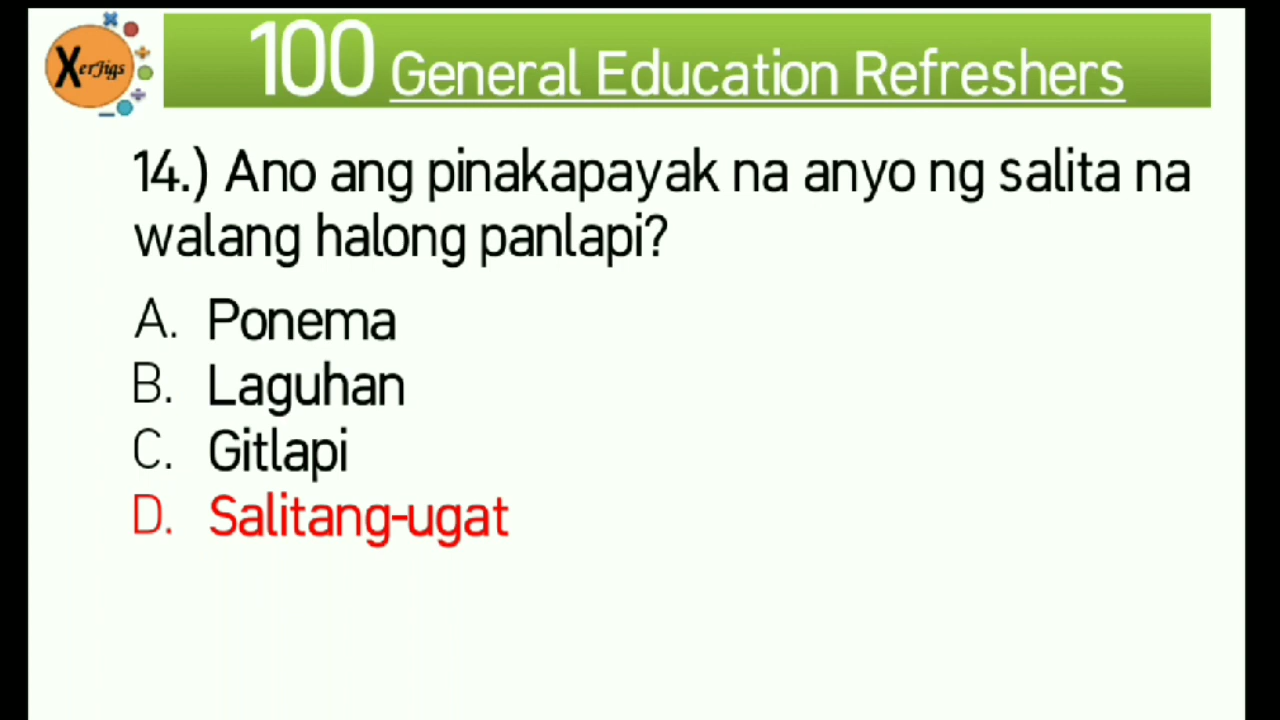 XerJigs
100 General Education Refreshers
14.) Ano ang pinakapayak na anyo ng salita na
walang halong panlapi?
A. Ponema
B. Laguhan
C. Gitlapi
D. Salitang-ugat